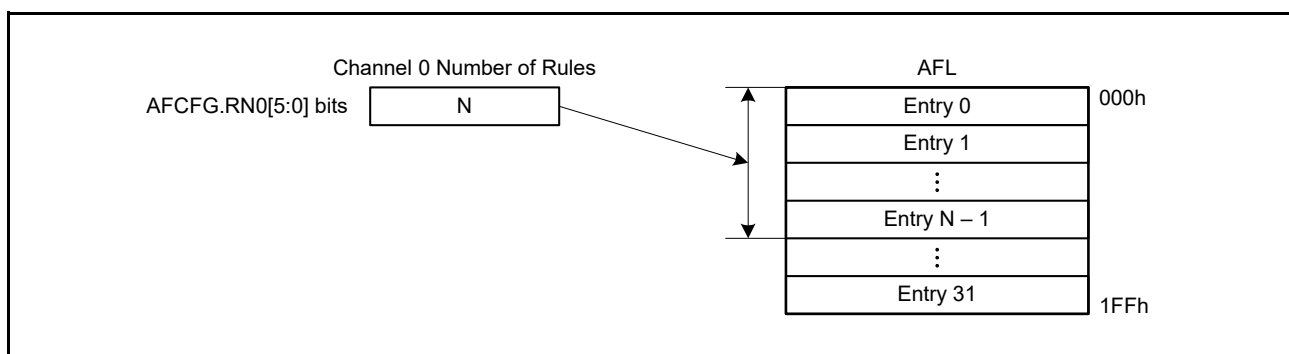 Channel 0 Number of Rules
AFCFG.RN0[5:0] bits
N
AFL
000h
Entry 0
Entry 1
⋮
Entry N – 1
⋮
Entry 31
1FFh